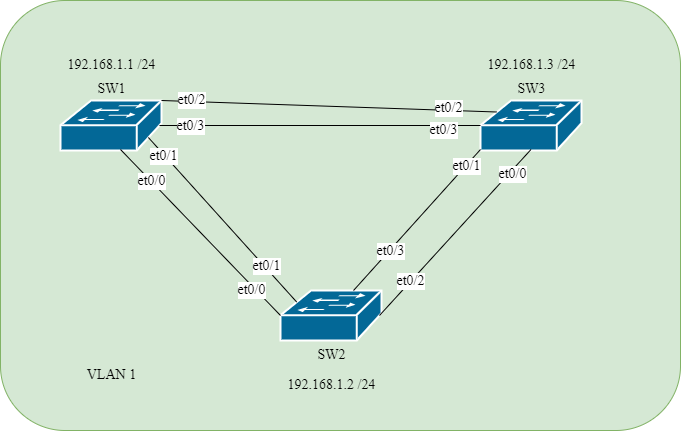 192.168.1.1 /24
192.168.1.3 /24
SW1
SW3
et0/2
et0/2
et0/3
et0/3
et0/1
et0/1
et0/0
et0/0
et0/3
et0/1
et0/2
et0/0
SW2
VLAN 1
192.168.1.2 /24